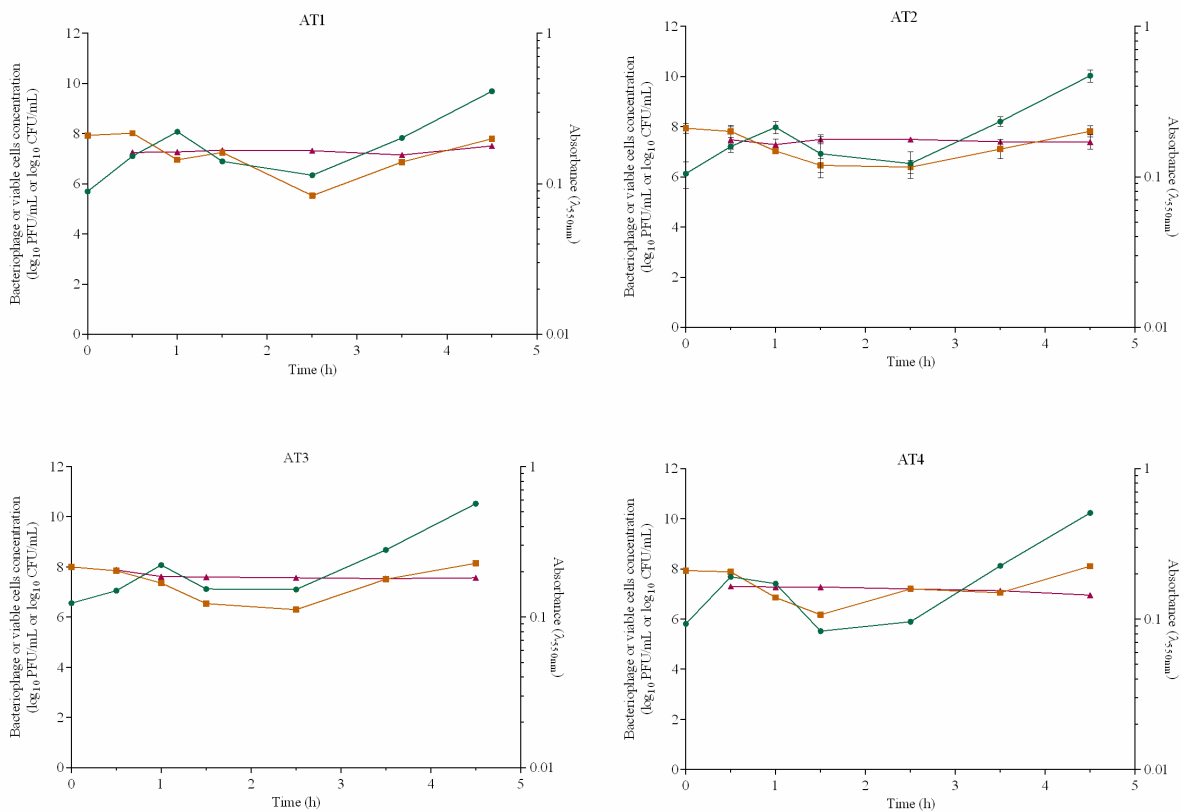 AT1
12
10
8
6
4
2
0
1
0.1
0.01
0 1 2 3 4 5
Time (h)
Bacteriophage or viable cells concentration
(log10 PFU/mL or log10 CFU/mL)
Absorbance (λ550nm)
AT2
12
10
8
6
4
2
0
1
0.1
0.01
0 1 2 3 4 5
Time (h)
Bacteriophage or viable cells concentration
(log10 PFU/mL or log10 CFU/mL)
Absorbance (λ550nm)
AT3
12
10
8
6
4
2
0
1
0.1
0.01
0 1 2 3 4 5
Time (h)
Bacteriophage or viable cells concentration
(log10 PFU/mL or log10 CFU/mL)
Absorbance (λ550nm)
AT4
12
10
8
6
4
2
0
1
0.1
0.01
0 1 2 3 4 5
Time (h)
Bacteriophage or viable cells concentration
(log10 PFU/mL or log10 CFU/mL)
Absorbance (λ550nm)